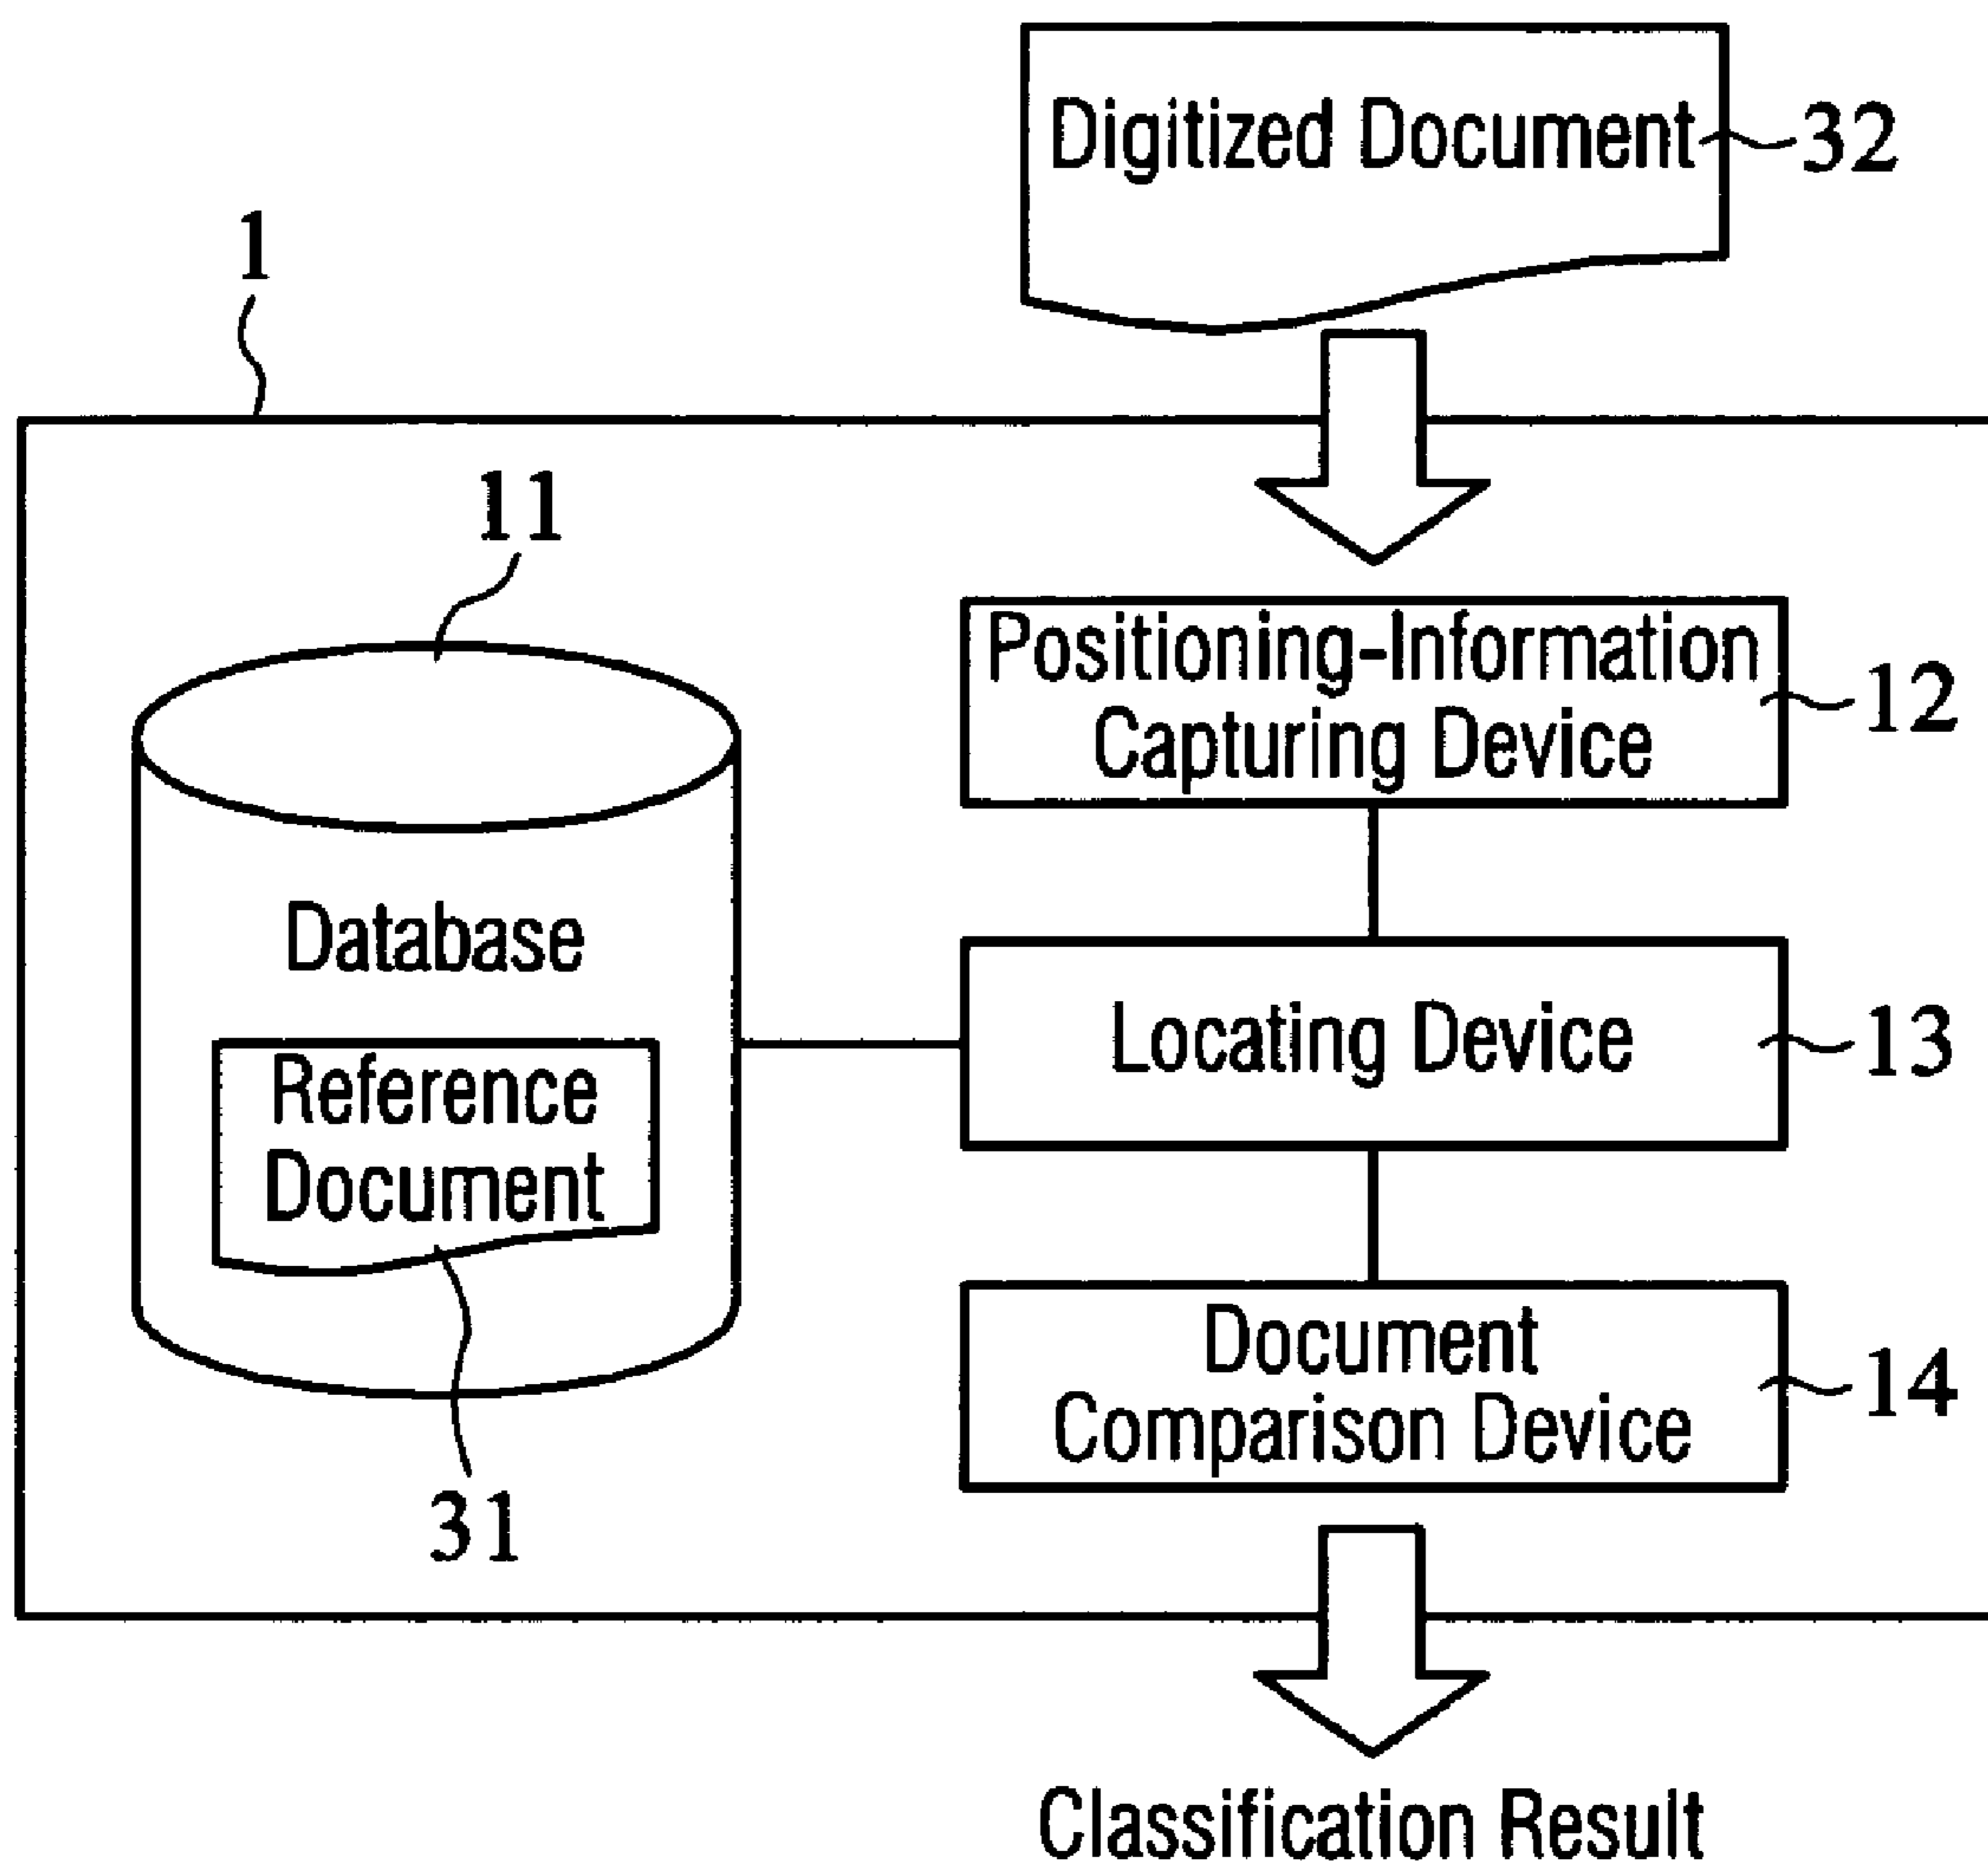 Digitized Document
32
1
11
Positioning-Information
Capturing Device
12
Database
Locating Device
13
Reference
Document
Document
Comparison Device
14
31
Classification Result